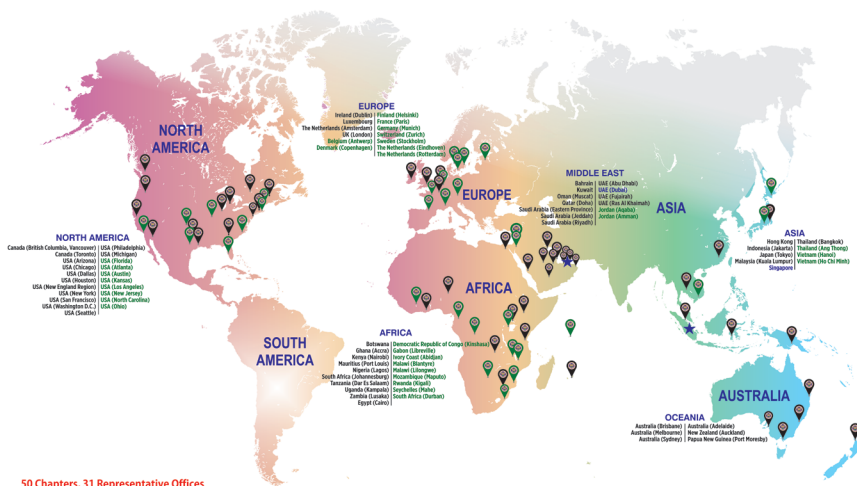 NORTH
AMERICA
EUROPE
Ireland (Dublin) | Finland (Helsinki)
Luxembourg | France (Paris)
The Netherlands (Amsterdam) | Germany (Munich)
UK (London) | Switzerland (Zurich)
Belgium (Antwerp) | Sweden (Stockholm)
Denmark (Copenhagen) | The Netherlands (Eindhoven)
The Netherlands (Rotterdam)
EUROPE
MIDDLE EAST
Bahrain | UAE (Abu Dhabi)
Kuwait | UAE (Dubai)
Oman (Muscat) | UAE (Fujairah)
Qatar (Doha) | UAE (Ras Al Khaimah)
Saudi Arabia (Eastern Province) | Jordan (Aqaba)
Saudi Arabia (Jeddah) | Jordan (Amman)
Saudi Arabia (Riyadh)
ASIA
ASIA
Hong Kong | Thailand (Bangkok)
Indonesia (Jakarta) | Thailand (Ang Thong)
Japan (Tokyo) | Vietnam (Hanoi)
Malaysia (Kuala Lumpur) | Vietnam (Ho Chi Minh)
Singapore
NORTH AMERICA
Canada (British Columbia, Vancouver) | USA (Philadelphia)
Canada (Toronto) | USA (Michigan)
USA (Arizona) | USA (Florida)
USA (Chicago) | USA (Atlanta)
USA (Dallas) | USA (Austin)
USA (Houston) | USA (Kansas)
USA (New England Region) | USA (Los Angeles)
USA (New York) | USA (New Jersey)
USA (San Francisco) | USA (North Carolina)
USA (Washington D.C.) | USA (Ohio)
USA (Seattle)
AFRICA
SOUTH
AMERICA
AFRICA
Botswana | Democratic Republic of Congo (Kinshasa)
Ghana (Accra) | Gabon (Libreville)
Kenya (Nairobi) | Ivory Coast (Abidjan)
Mauritius (Port Louis) | Malawi (Blantyre)
Nigeria (Lagos) | Malawi (Lilongwe)
South Africa (Johannesburg) | Mozambique (Maputo)
Tanzania (Dar Es Salaam) | Rwanda (Kigali)
Uganda (Kampala) | Seychelles (Mahe)
Zambia (Lusaka) | South Africa (Durban)
Egypt (Cairo)
AUSTRALIA
OCEANIA
Australia (Brisbane) | Australia (Adelaide)
Australia (Melbourne) | New Zealand (Auckland)
Australia (Sydney) | Papua New Guinea (Port Moresby)
50 Chapters, 31 Representative Offices